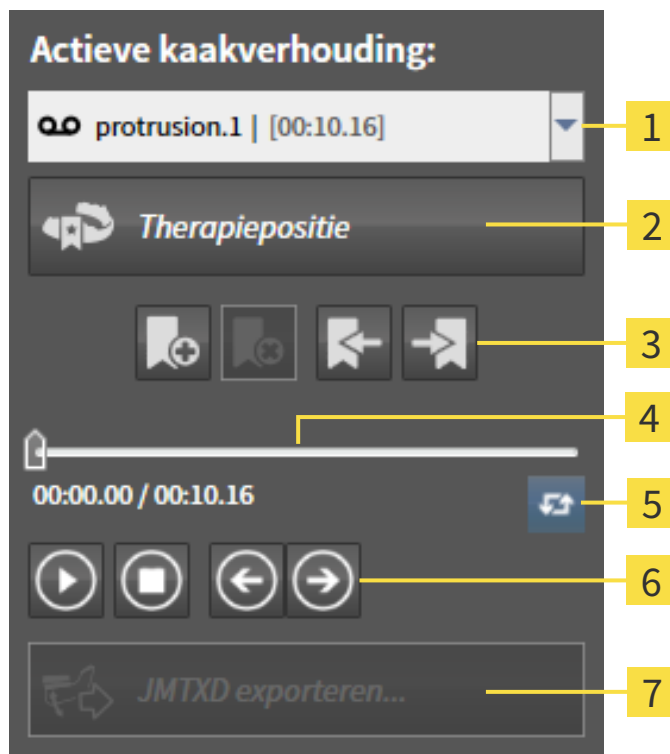 Actieve kaakverhouding:
protrusion.1 | [00:10.16]
1
Therapiepositie
2
3
4
00:00.00 / 00:10.16
5
6
JMTXD exporteren...
7